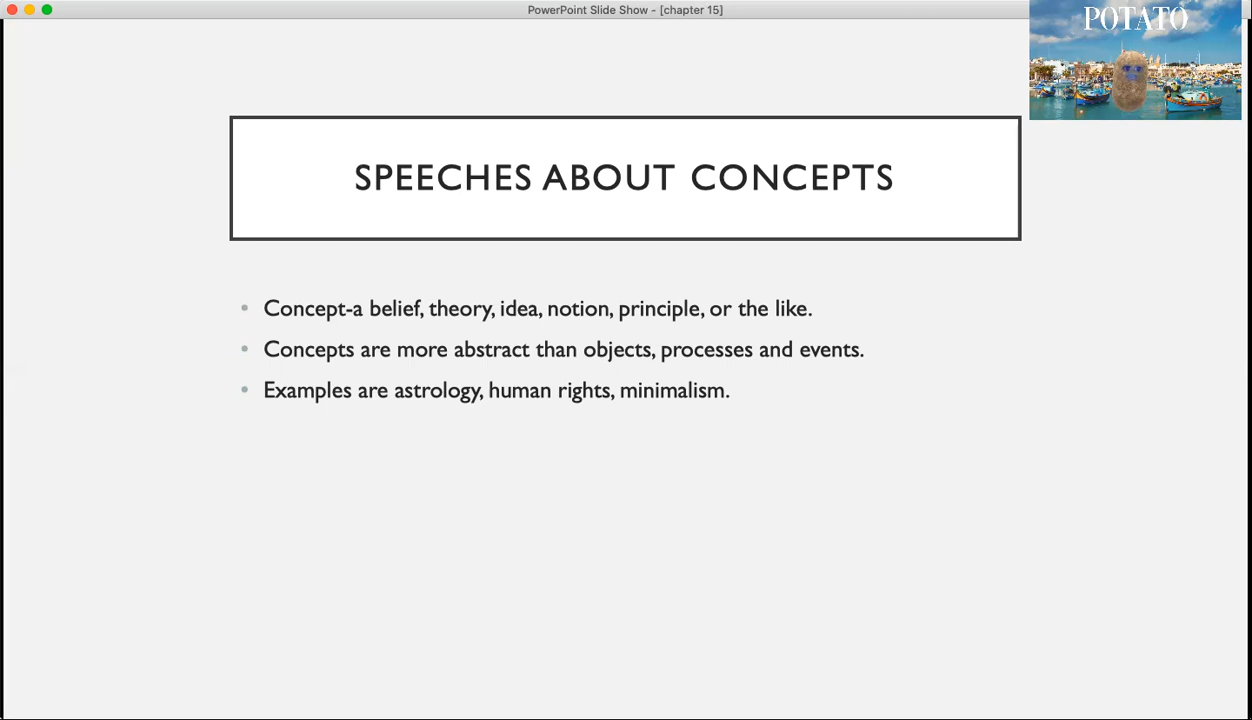 PowerPoint Slide Show - [chapter 15]
POTATO
SPEECHES ABOUT CONCEPTS
• Concept-a belief, theory, idea, notion, principle, or the like.
• Concepts are more abstract than objects, processes and events.
• Examples are astrology, human rights, minimalism.